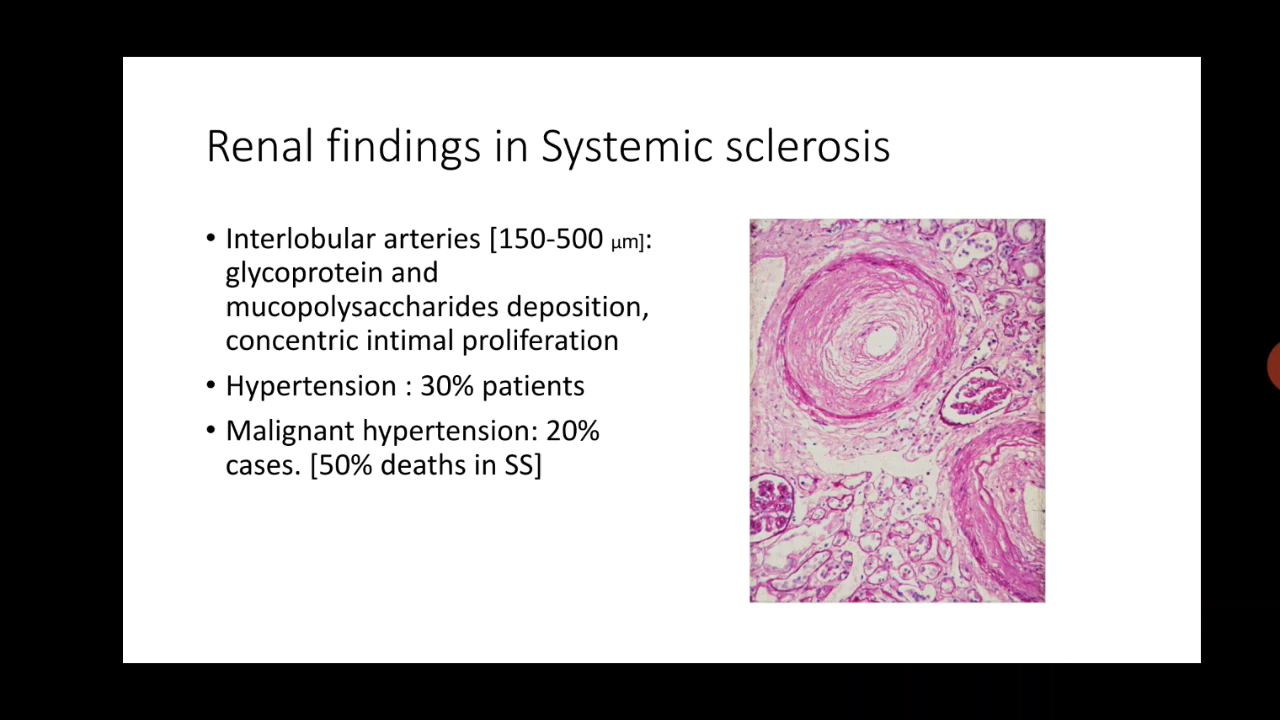 Renal findings in Systemic sclerosis
• Interlobular arteries [150-500 μm]:
glycoprotein and
mucopolysaccharides deposition,
concentric intimal proliferation
• Hypertension : 30% patients
• Malignant hypertension: 20%
cases. [50% deaths in SS]